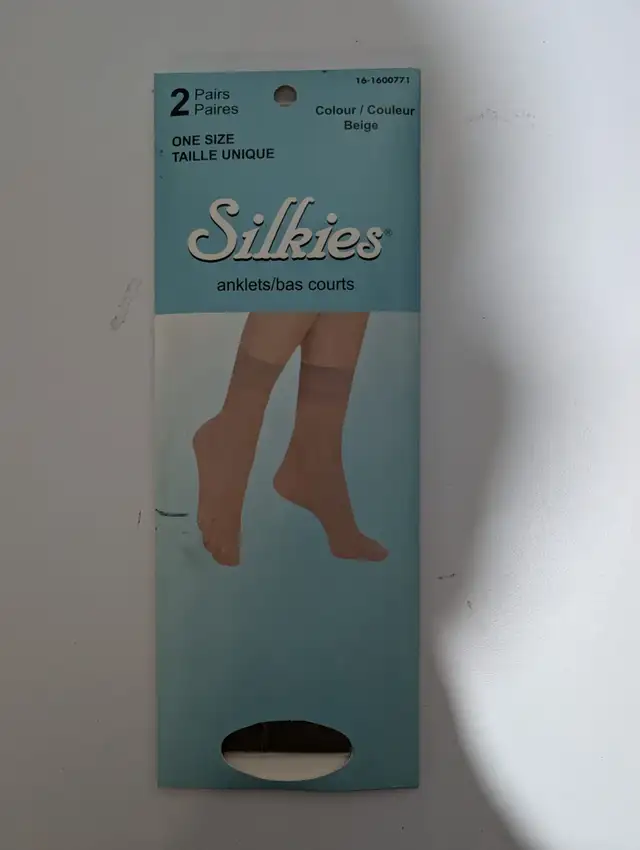 16-1600771
2 Pairs
Paires
Colour / Couleur
Beige
ONE SIZE
TAILLE UNIQUE
Silkies®
anklets/bas courts